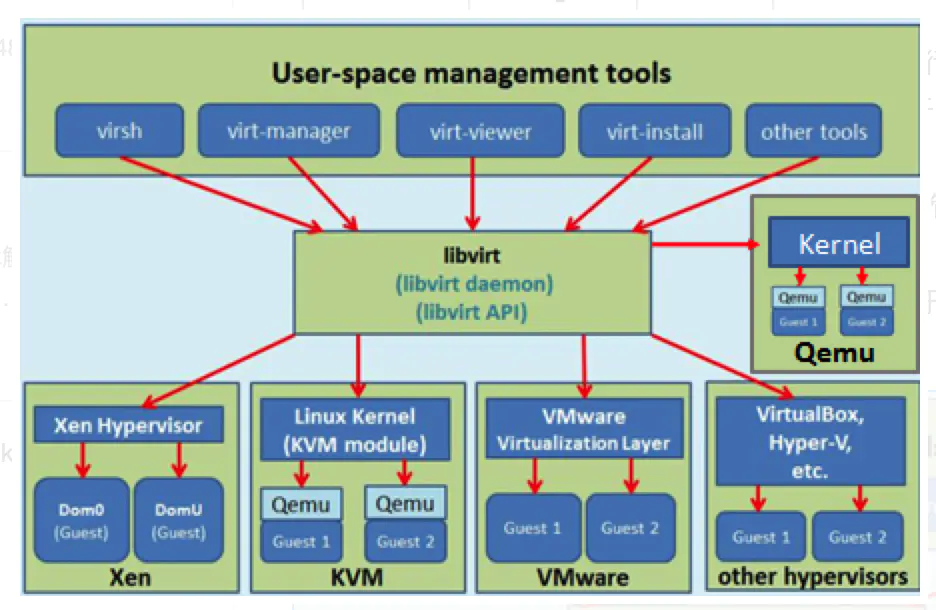 User-space management tools
virsh
virt-manager
virt-viewer
virt-install
other tools
libvirt
(libvirt daemon)
(libvirt API)
Kernel
Qemu
Guest 1
Qemu
Guest 2
Qemu
Xen Hypervisor
Dom0
(Guest)
DomU
(Guest)
Xen
Linux Kernel
(KVM module)
Qemu
Guest 1
Qemu
Guest 2
KVM
VMware
Virtualization Layer
Guest 1
Guest 2
VMware
VirtualBox,
Hyper-V,
etc.
Guest 1
Guest 2
other hypervisors